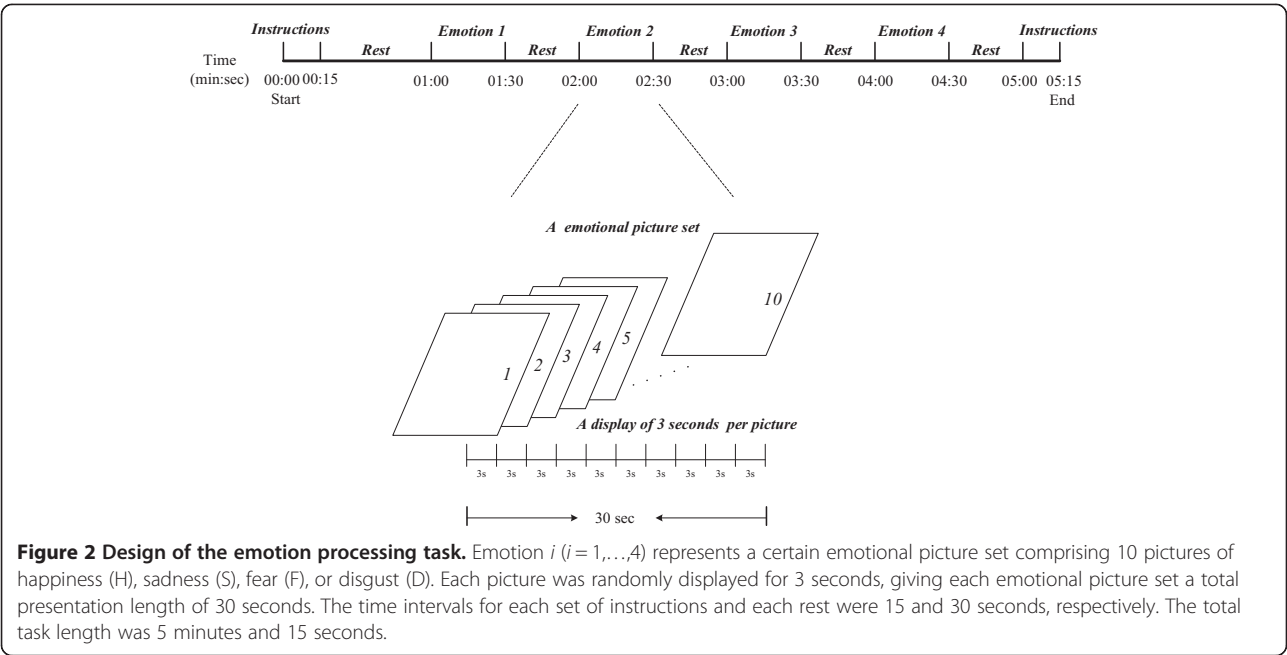 Instructions Emotion 1 Emotion 2 Emotion 3 Emotion 4 Instructions
Rest Rest Rest Rest Rest
Time
(min:sec)
00:00 00:15 01:00 01:30 02:00 02:30 03:00 03:30 04:00 04:30 05:00 05:15
Start End
A emotional picture set
1 2 3 4 5 10
. . . . .
A display of 3 seconds per picture
3s 3s 3s 3s 3s 3s 3s 3s 3s 3s
30 sec
Figure 2 Design of the emotion processing task. Emotion i (i = 1,...,4) represents a certain emotional picture set comprising 10 pictures of
happiness (H), sadness (S), fear (F), or disgust (D). Each picture was randomly displayed for 3 seconds, giving each emotional picture set a total
presentation length of 30 seconds. The time intervals for each set of instructions and each rest were 15 and 30 seconds, respectively. The total
task length was 5 minutes and 15 seconds.